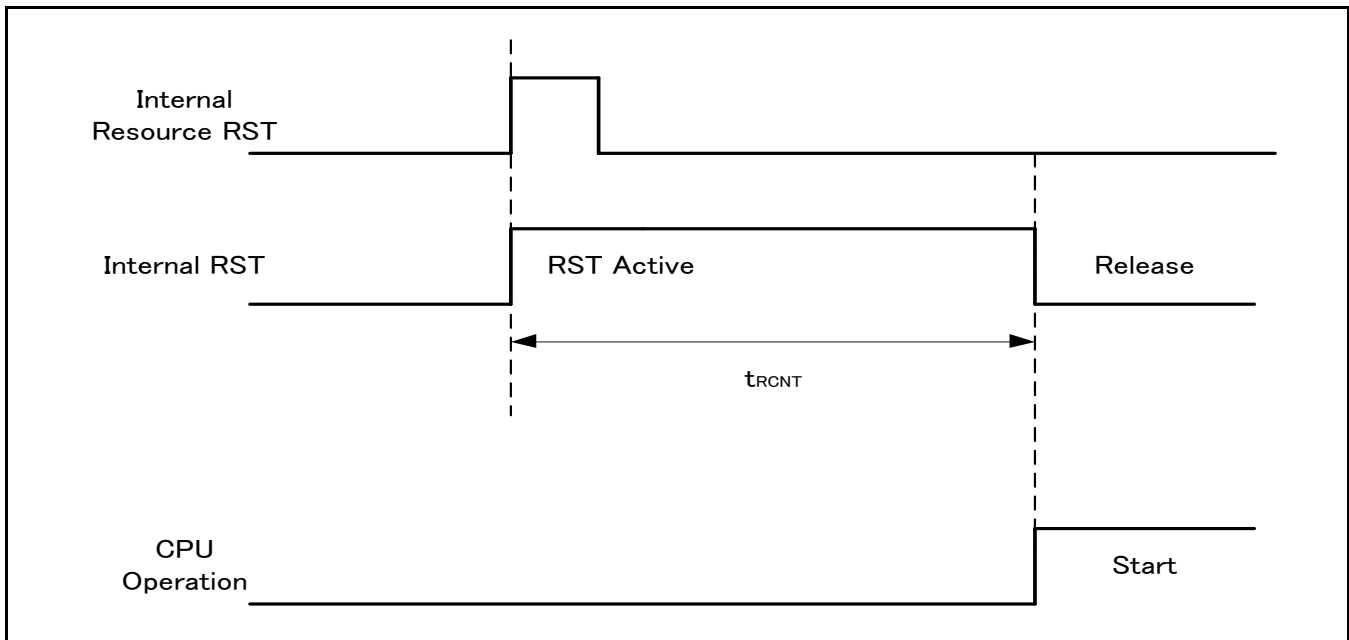 Internal
Resource RST
Internal RST
RST Active
Release
tRCNT
CPU
Operation
Start